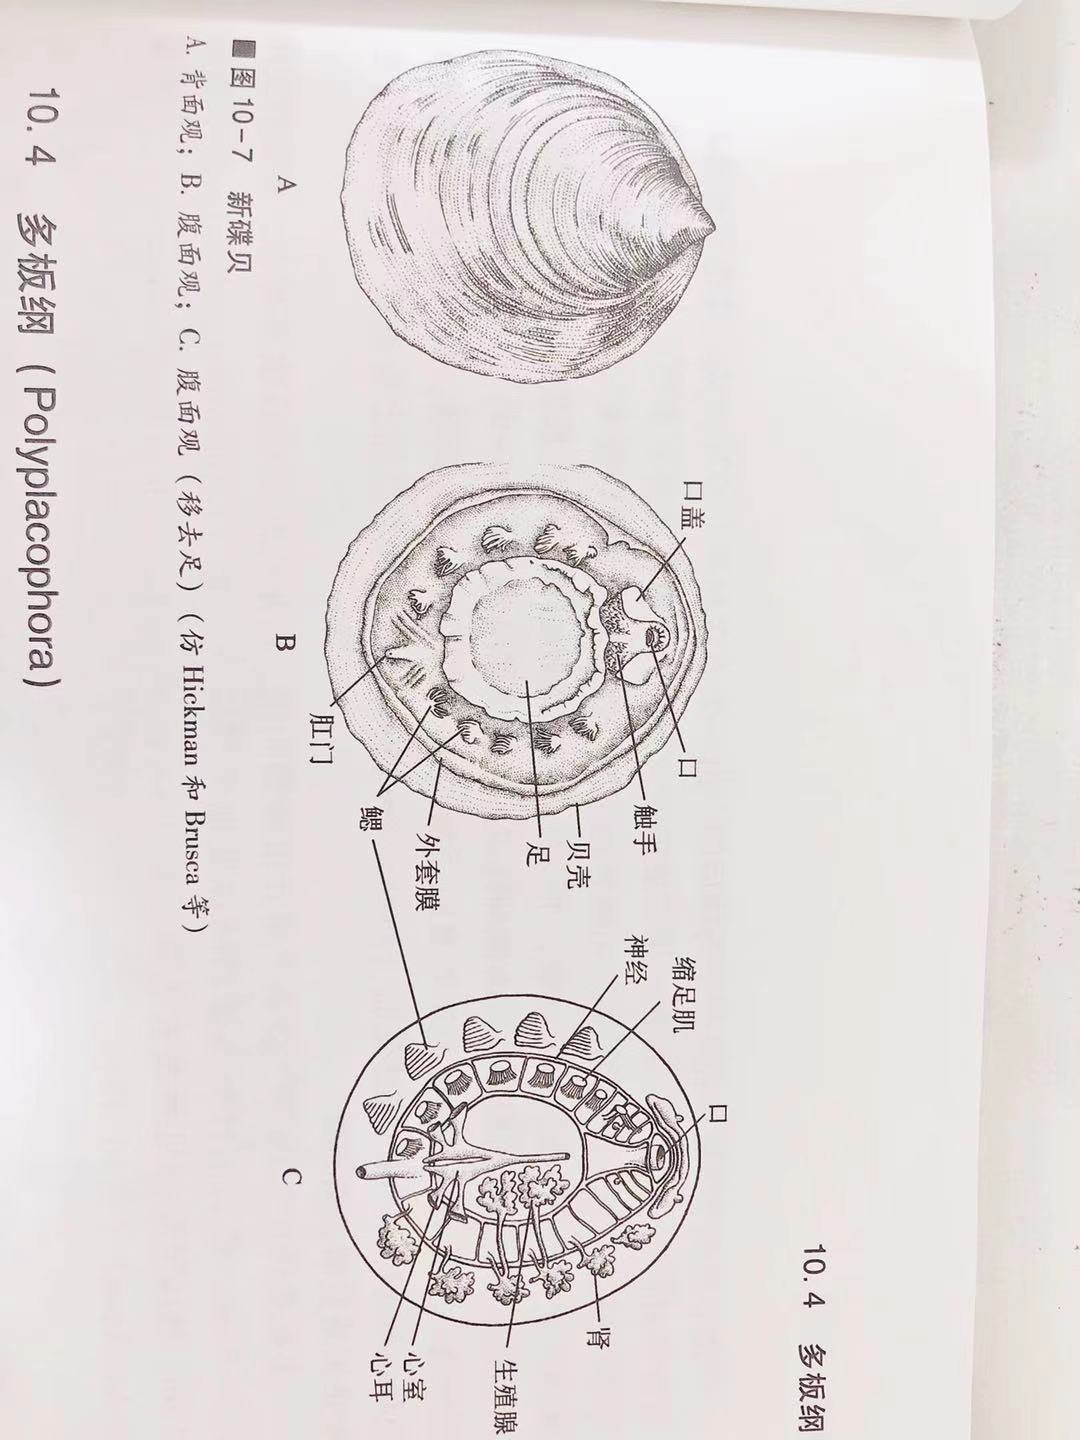 10.4 多板纲
口盖
口
触手
贝壳
足
外套膜
鳃
肛门
缩足肌
神经
口
肾
生殖腺
心室
心耳
A
B
C
■ 图 10-7 新碟贝
A. 背面观; B. 腹面观; C. 腹面观 (移去足) (仿 Hickman 和 Brusca 等)
10.4 多板纲 (Polyplacophora)